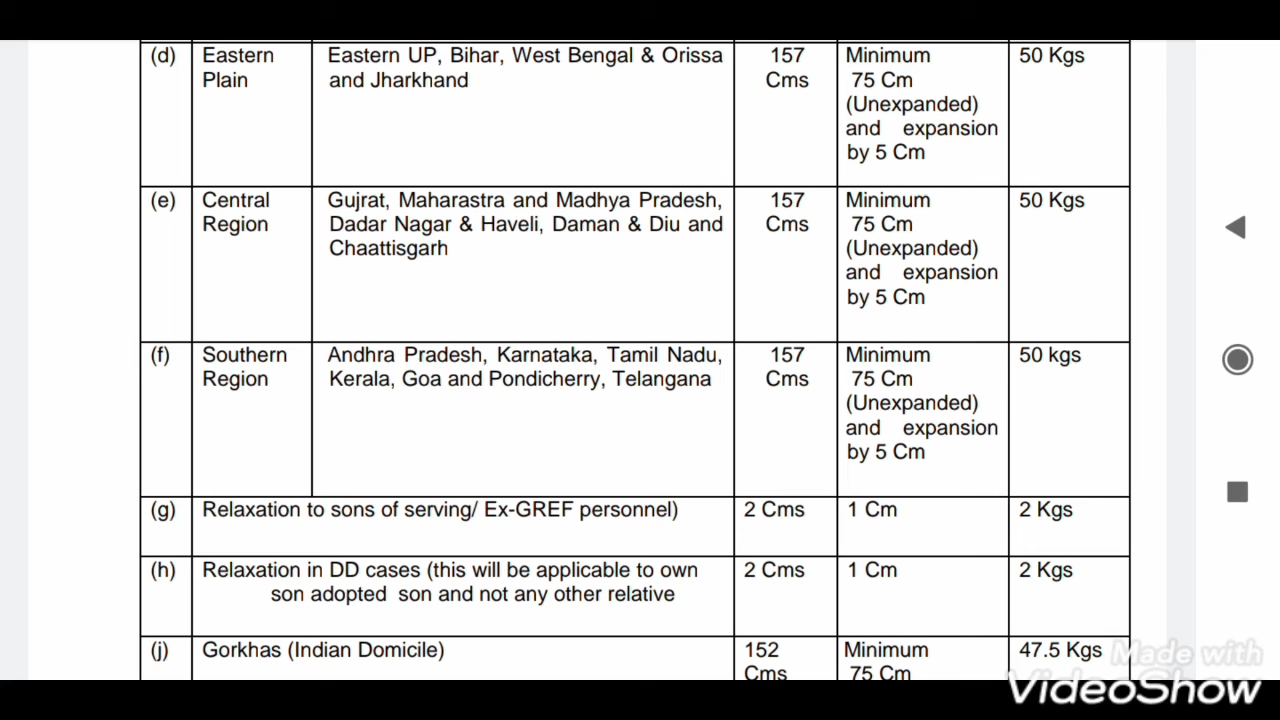 (d) Eastern Plain Eastern UP, Bihar, West Bengal & Orissa and Jharkhand 157 Cms Minimum 75 Cm (Unexpanded) and expansion by 5 Cm 50 Kgs
(e) Central Region Gujrat, Maharastra and Madhya Pradesh, Dadar Nagar & Haveli, Daman & Diu and Chaattisgarh 157 Cms Minimum 75 Cm (Unexpanded) and expansion by 5 Cm 50 Kgs
(f) Southern Region Andhra Pradesh, Karnataka, Tamil Nadu, Kerala, Goa and Pondicherry, Telangana 157 Cms Minimum 75 Cm (Unexpanded) and expansion by 5 Cm 50 kgs
(g) Relaxation to sons of serving/ Ex-GREF personnel) 2 Cms 1 Cm 2 Kgs
(h) Relaxation in DD cases (this will be applicable to own son adopted son and not any other relative 2 Cms 1 Cm 2 Kgs
(j) Gorkhas (Indian Domicile) 152 Cms Minimum 75 Cm 47.5 Kgs
Made with
VideoShow